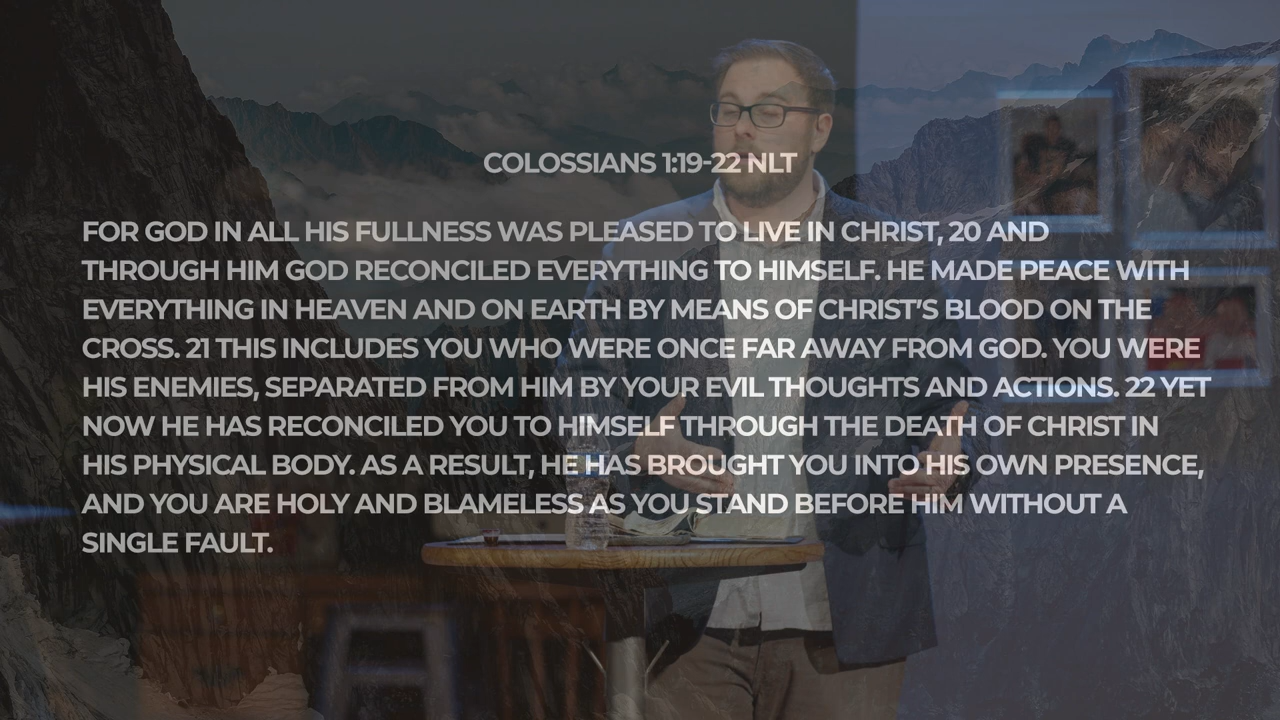 COLOSSIANS 1:19-22 NLT
FOR GOD IN ALL HIS FULLNESS WAS PLEASED TO LIVE IN CHRIST, 20 AND
THROUGH HIM GOD RECONCILED EVERYTHING TO HIMSELF. HE MADE PEACE WITH
EVERYTHING IN HEAVEN AND ON EARTH BY MEANS OF CHRIST’S BLOOD ON THE
CROSS. 21 THIS INCLUDES YOU WHO WERE ONCE FAR AWAY FROM GOD. YOU WERE
HIS ENEMIES, SEPARATED FROM HIM BY YOUR EVIL THOUGHTS AND ACTIONS. 22 YET
NOW HE HAS RECONCILED YOU TO HIMSELF THROUGH THE DEATH OF CHRIST IN
HIS PHYSICAL BODY. AS A RESULT, HE HAS BROUGHT YOU INTO HIS OWN PRESENCE,
AND YOU ARE HOLY AND BLAMELESS AS YOU STAND BEFORE HIM WITHOUT A
SINGLE FAULT.